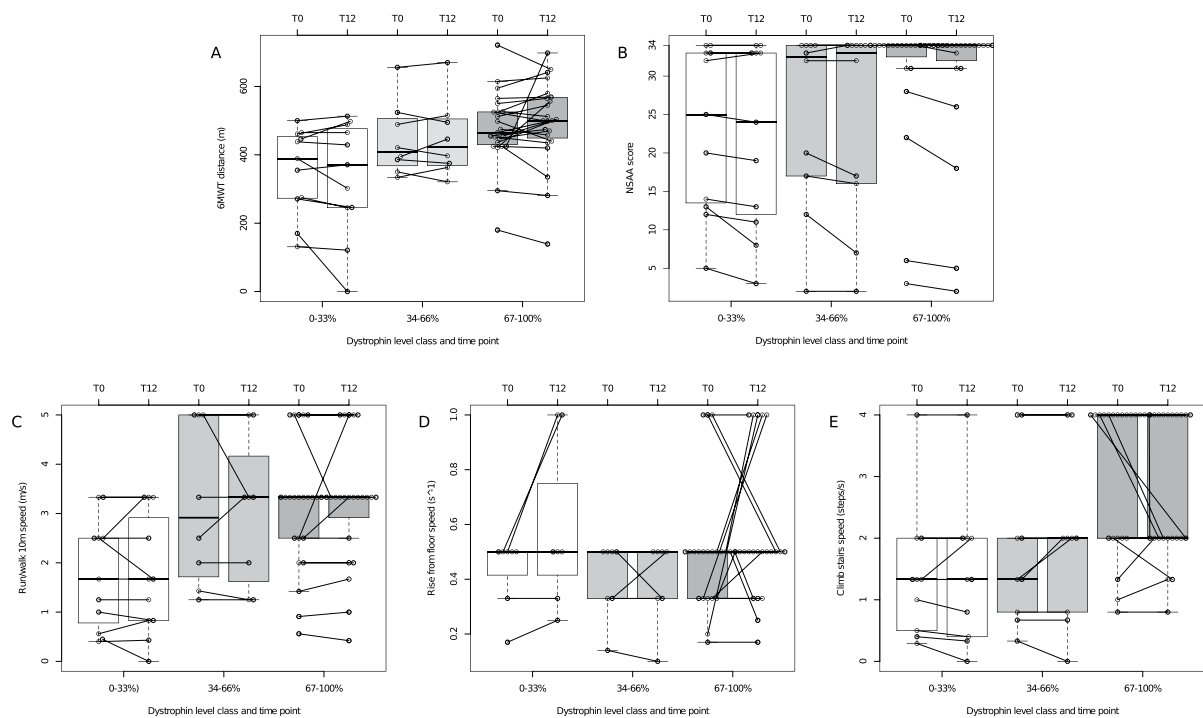 T0 T12 T0 T12 T0 T12
A
6MWT distance (m)
600
400
200
0
0-33% 34-66% 67-100%
Dystrophin level class and time point
T0 T12 T0 T12 T0 T12
B
NSAA score
34
30
25
20
15
10
5
0-33% 34-66% 67-100%
Dystrophin level class and time point
T0 T12 T0 T12 T0 T12
C
Run/walk 10m speed (m/s)
5
4
3
2
1
0
0-33% 34-66% 67-100%
Dystrophin level class and time point
T0 T12 T0 T12 T0 T12
D
Rise from floor speed (s^1)
1.0
0.8
0.6
0.4
0.2
0-33% 34-66% 67-100%
Dystrophin level class and time point
T0 T12 T0 T12 T0 T12
E
Climb stairs speed (steps/s)
4
3
2
1
0
0-33% 34-66% 67-100%
Dystrophin level class and time point